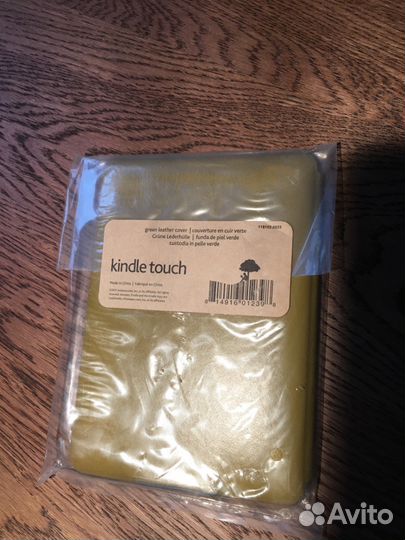 green leather cover | couverture en cuir verte
Grüne Lederhülle | funda de piel verde
custodia in pelle verde
kindle touch
Made in China | Fabriqué en Chine
8 14916 01239 8
Avito